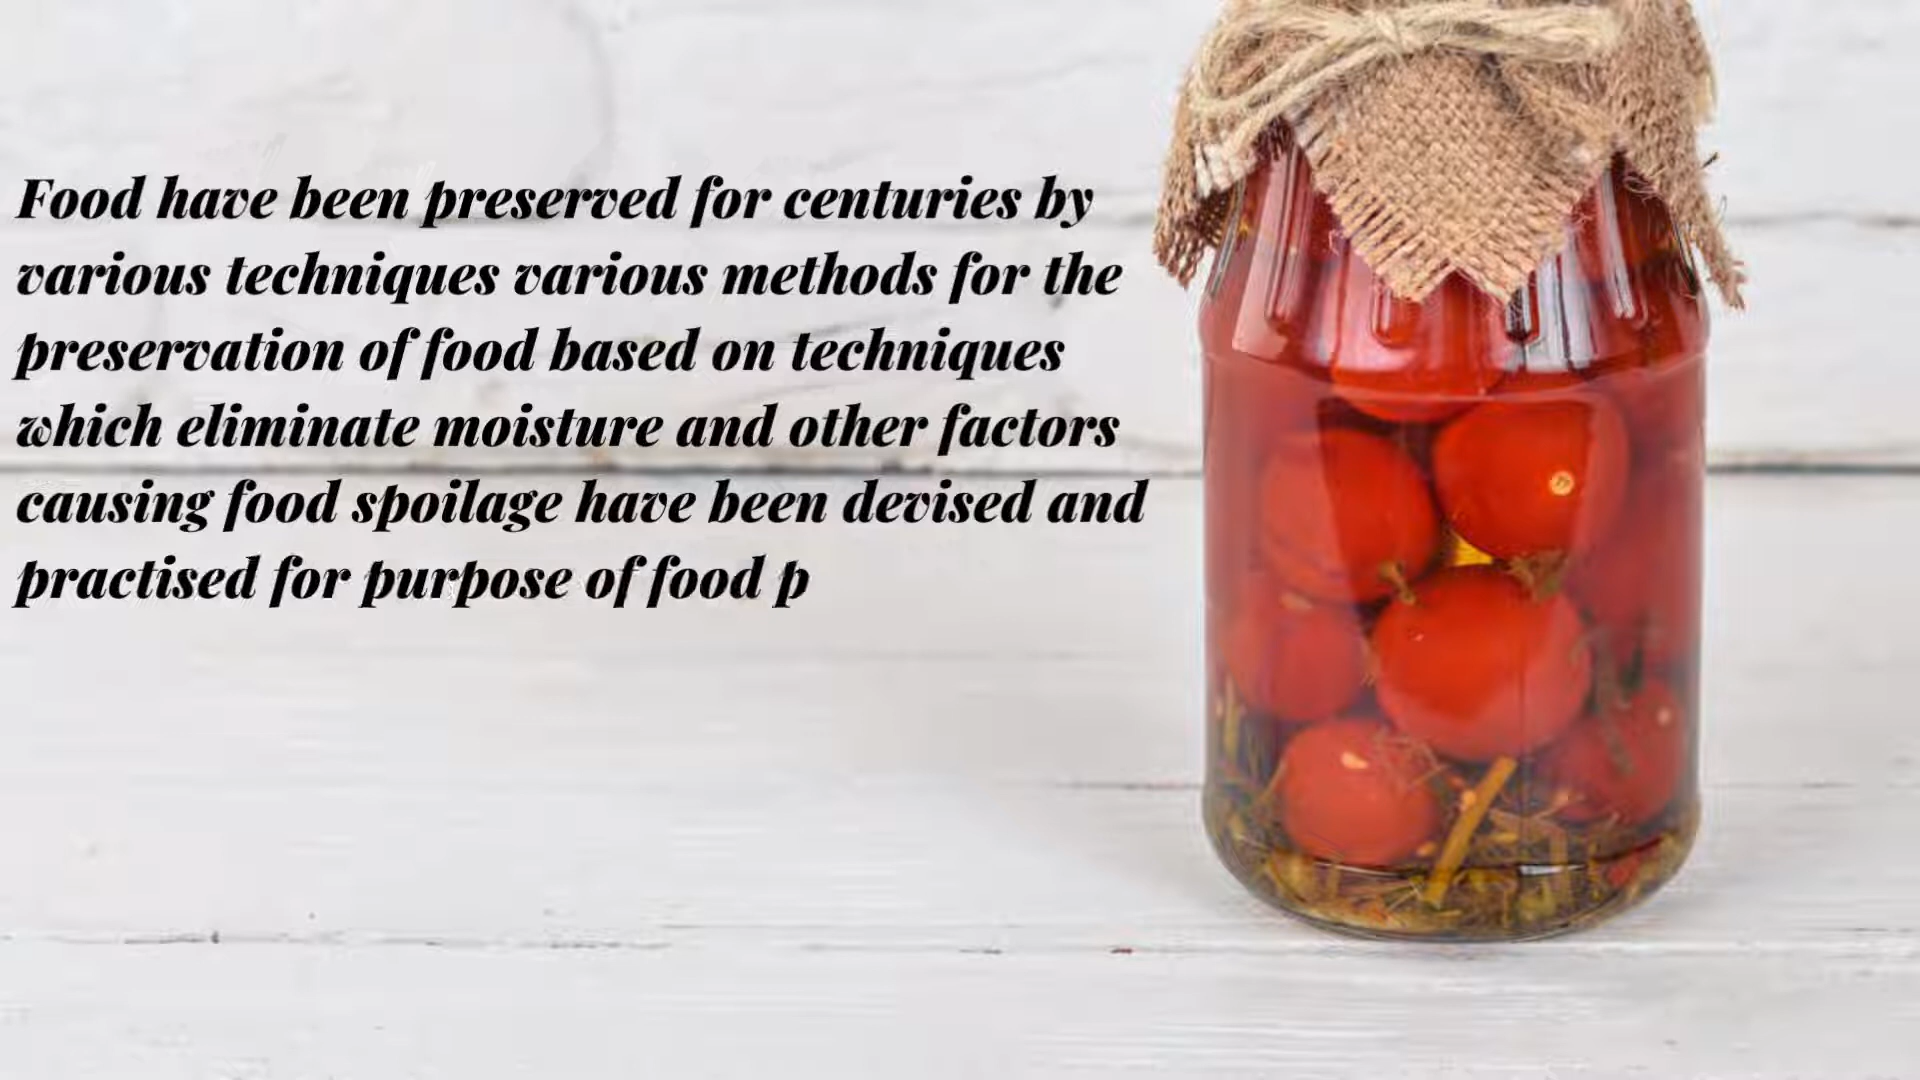 Food have been preserved for centuries by
various techniques various methods for the
preservation of food based on techniques
which eliminate moisture and other factors
causing food spoilage have been devised and
practised for purpose of food p